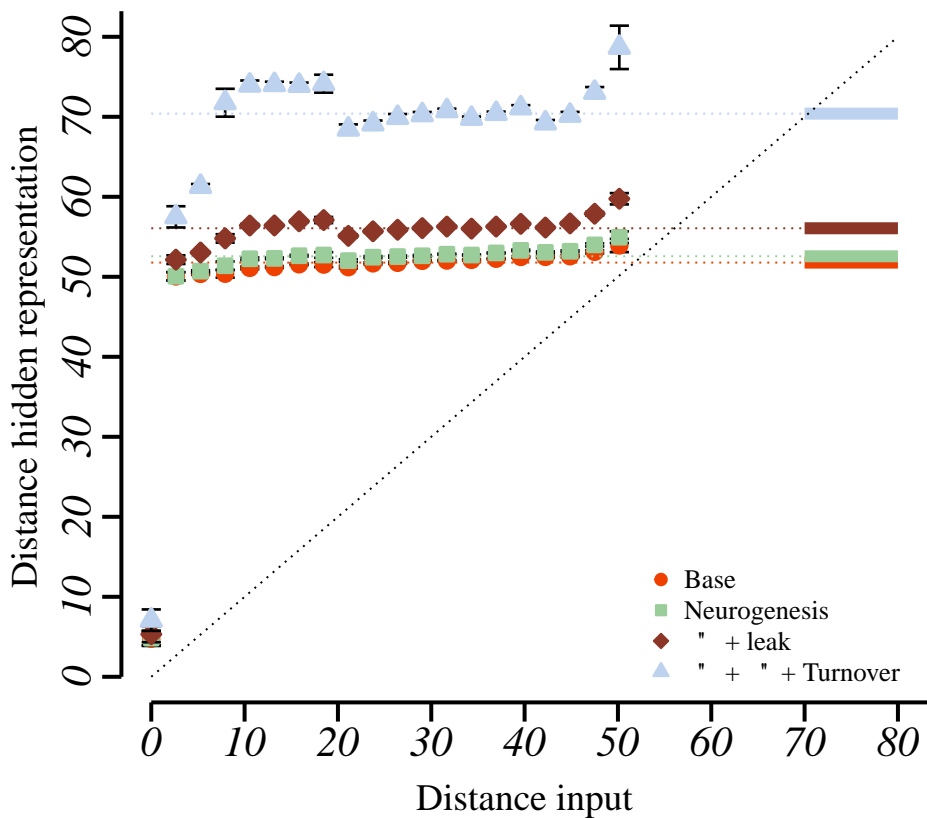 80
70
60
50
40
30
20
10
0
Distance hidden representation
Base
Neurogenesis
" + leak
" + " + Turnover
0 10 20 30 40 50 60 70 80
Distance input